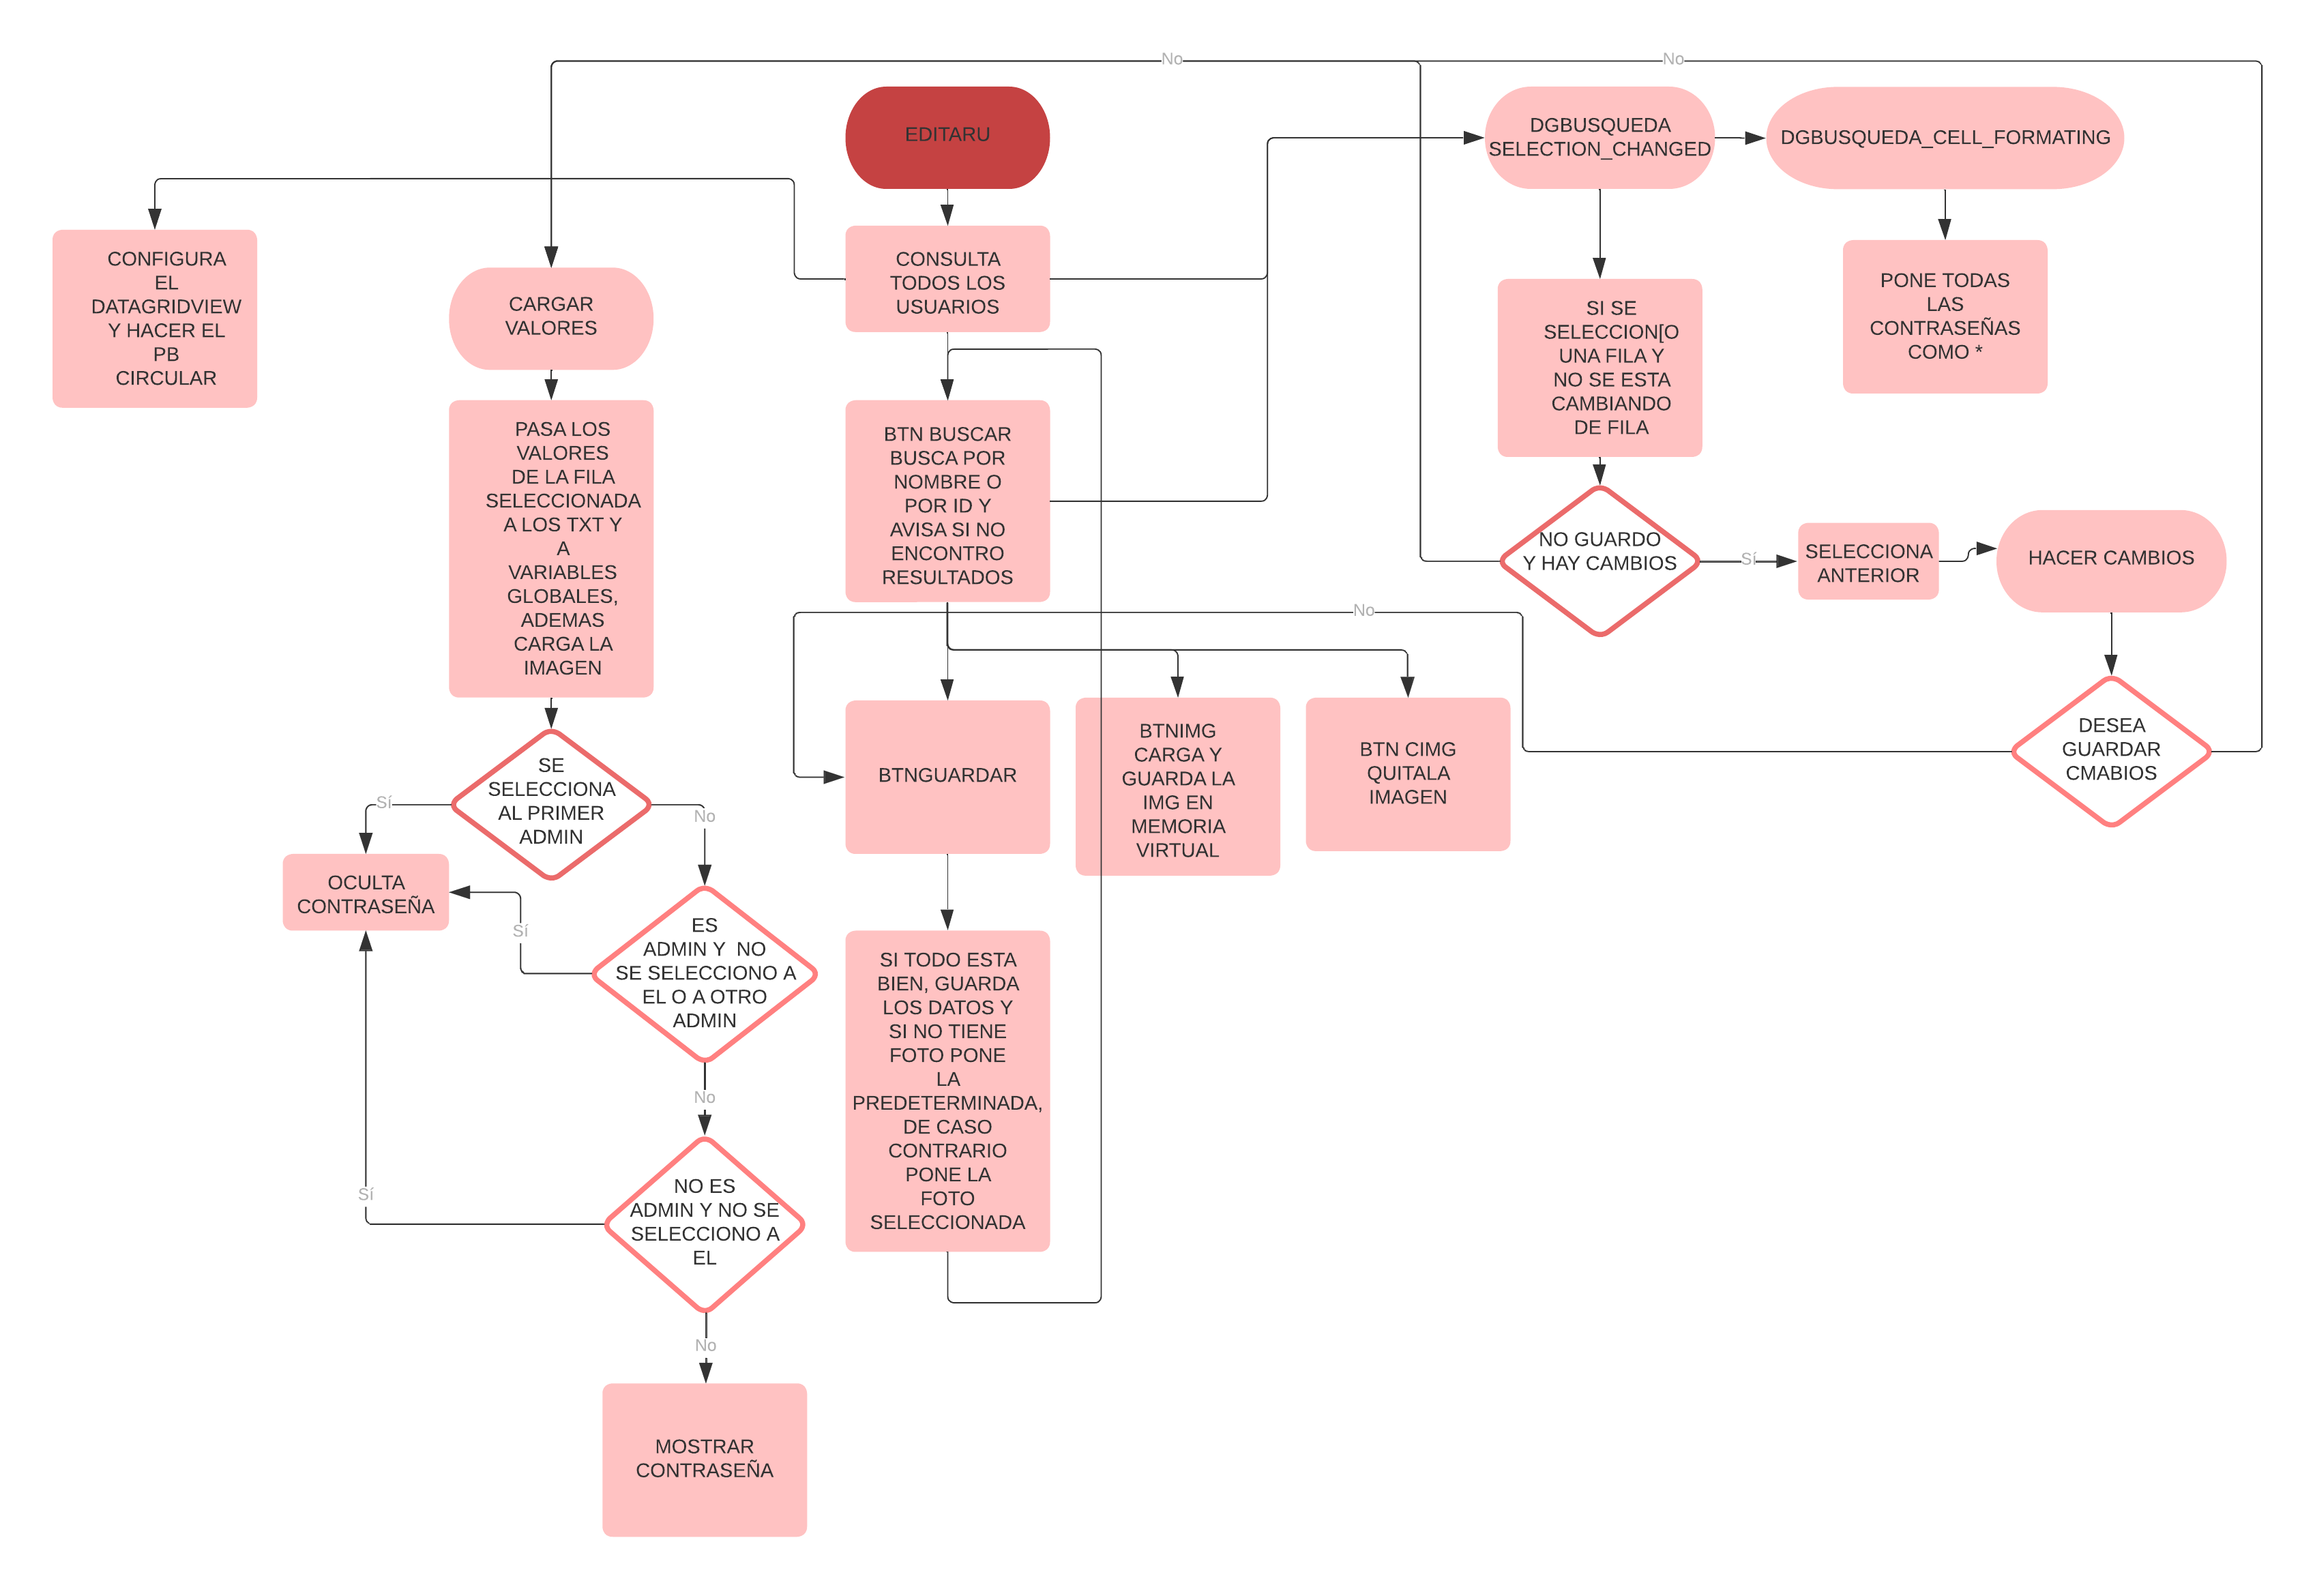 No
No
EDITARU
DGBUSQUEDA
SELECTION_CHANGED
DGBUSQUEDA_CELL_FORMATING
CONFIGURA
EL
DATAGRIDVIEW
Y HACER EL
PB
CIRCULAR
CARGAR
VALORES
CONSULTA
TODOS LOS
USUARIOS
SI SE
SELECCION[O
UNA FILA Y
NO SE ESTA
CAMBIANDO
DE FILA
PONE TODAS
LAS
CONTRASEÑAS
COMO *
PASA LOS
VALORES
DE LA FILA
SELECCIONADA
A LOS TXT Y
A
VARIABLES
GLOBALES,
ADEMAS
CARGA LA
IMAGEN
BTN BUSCAR
BUSCA POR
NOMBRE O
POR ID Y
AVISA SI NO
ENCONTRO
RESULTADOS
NO GUARDO
Y HAY CAMBIOS
Sí
SELECCIONA
ANTERIOR
HACER CAMBIOS
No
BTNGUARDAR
BTNIMG
CARGA Y
GUARDA LA
IMG EN
MEMORIA
VIRTUAL
BTN CIMG
QUITALA
IMAGEN
DESEA
GUARDAR
CMABIOS
SE
SELECCIONA
AL PRIMER
ADMIN
Sí
No
OCULTA
CONTRASEÑA
Sí
ES
ADMIN Y  NO
SE SELECCIONO A
EL O A OTRO
ADMIN
SI TODO ESTA
BIEN, GUARDA
LOS DATOS Y
SI NO TIENE
FOTO PONE
LA
PREDETERMINADA,
DE CASO
CONTRARIO
PONE LA
FOTO
SELECCIONADA
No
NO ES
ADMIN Y NO SE
SELECCIONO A
EL
Sí
No
MOSTRAR
CONTRASEÑA